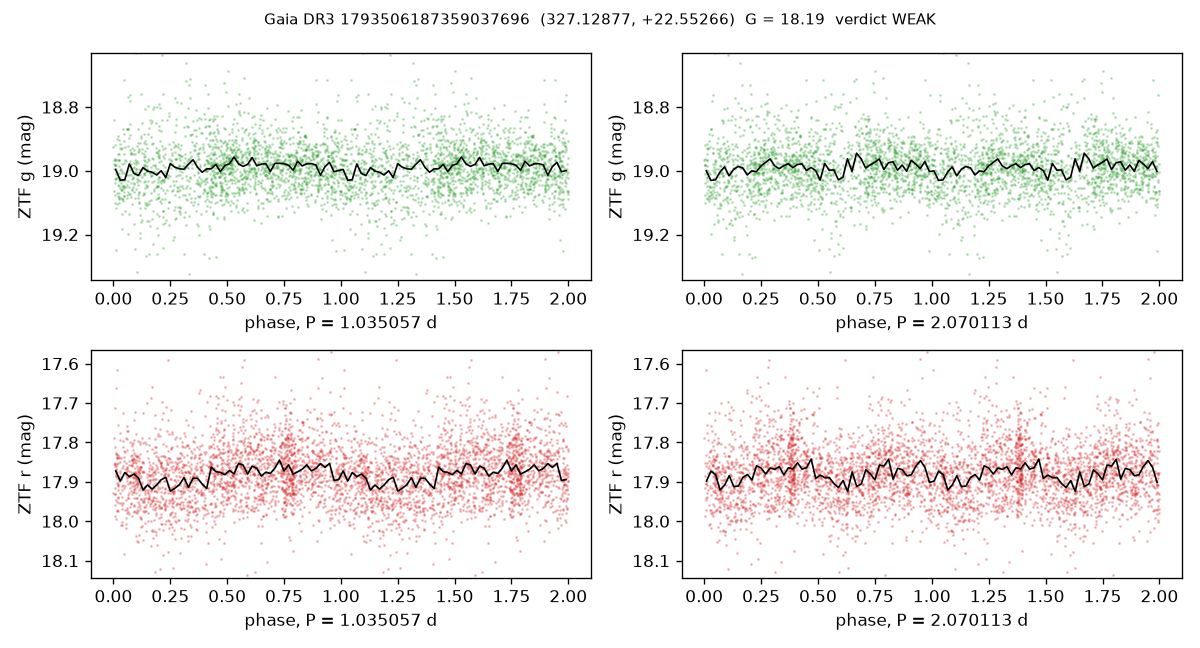 Gaia DR3 1793506187359037696 (327.12877, +22.55266) G = 18.19 verdict WEAK
ZTF g (mag)
18.8
19.0
19.2
0.00 0.25 0.50 0.75 1.00 1.25 1.50 1.75 2.00
phase, P = 1.035057 d
ZTF g (mag)
18.8
19.0
19.2
0.00 0.25 0.50 0.75 1.00 1.25 1.50 1.75 2.00
phase, P = 2.070113 d
ZTF r (mag)
17.6
17.7
17.8
17.9
18.0
18.1
0.00 0.25 0.50 0.75 1.00 1.25 1.50 1.75 2.00
phase, P = 1.035057 d
ZTF r (mag)
17.6
17.7
17.8
17.9
18.0
18.1
0.00 0.25 0.50 0.75 1.00 1.25 1.50 1.75 2.00
phase, P = 2.070113 d